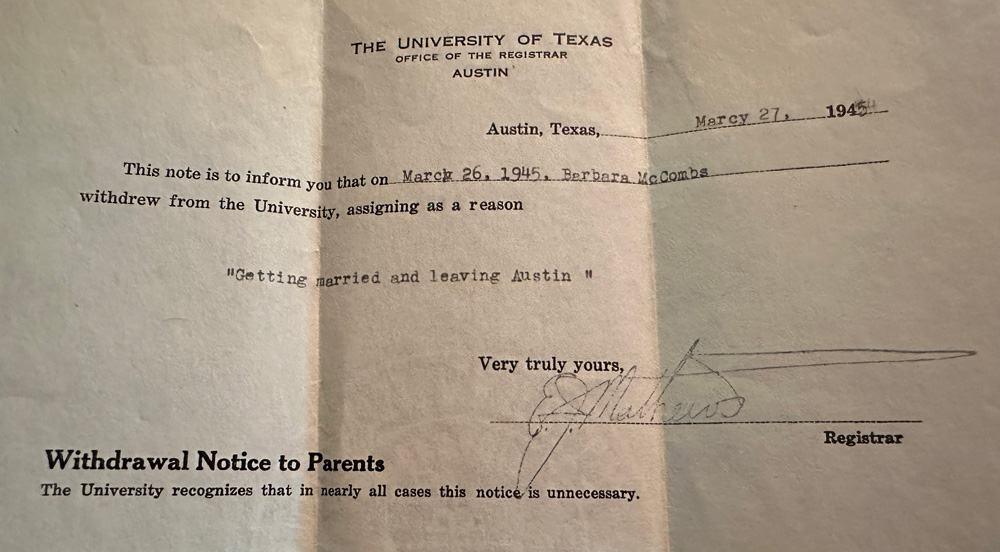 THE UNIVERSITY OF TEXAS
OFFICE OF THE REGISTRAR
AUSTIN
Austin, Texas, Marcy 27, 1945
This note is to inform you that on March 26, 1945, Barbara McCombs
withdrew from the University, assigning as a reason
"Getting married and leaving Austin "
Very truly yours,
E. J. Mathews
Registrar
Withdrawal Notice to Parents
The University recognizes that in nearly all cases this notice is unnecessary.